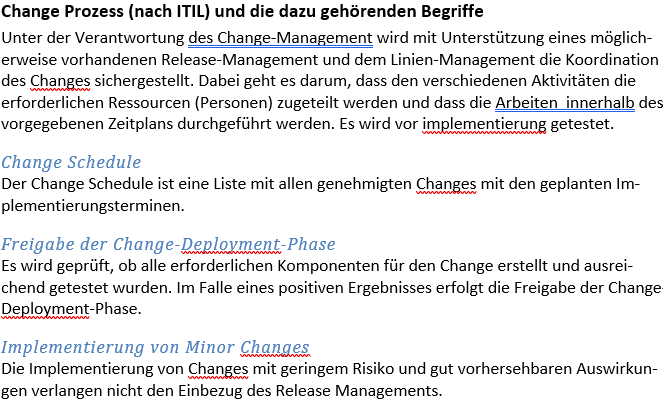 Change Prozess (nach ITIL) und die dazu gehörenden Begriffe
Unter der Verantwortung des Change-Management wird mit Unterstützung eines möglich-
erweise vorhandenen Release-Management und dem Linien-Management die Koordination
des Changes sichergestellt. Dabei geht es darum, dass den verschiedenen Aktivitäten die
erforderlichen Ressourcen (Personen) zugeteilt werden und dass die Arbeiten  innerhalb des
vorgegebenen Zeitplans durchgeführt werden. Es wird vor implementierung getestet.
Change Schedule
Der Change Schedule ist eine Liste mit allen genehmigten Changes mit den geplanten Im-
plementierungsterminen.
Freigabe der Change-Deployment-Phase
Es wird geprüft, ob alle erforderlichen Komponenten für den Change erstellt und ausrei-
chend getestet wurden. Im Falle eines positiven Ergebnisses erfolgt die Freigabe der Change-
Deployment-Phase.
Implementierung von Minor Changes
Die Implementierung von Changes mit geringem Risiko und gut vorhersehbaren Auswirkun-
gen verlangen nicht den Einbezug des Release Managements.